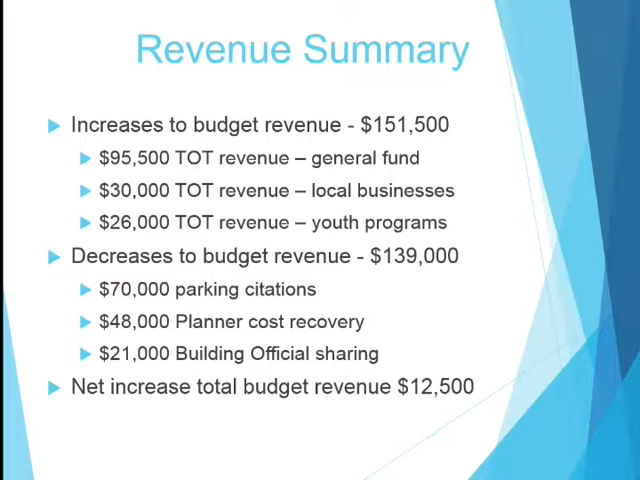 Revenue Summary
Increases to budget revenue - $151,500
$95,500 TOT revenue – general fund
$30,000 TOT revenue – local businesses
$26,000 TOT revenue – youth programs
Decreases to budget revenue - $139,000
$70,000 parking citations
$48,000 Planner cost recovery
$21,000 Building Official sharing
Net increase total budget revenue $12,500